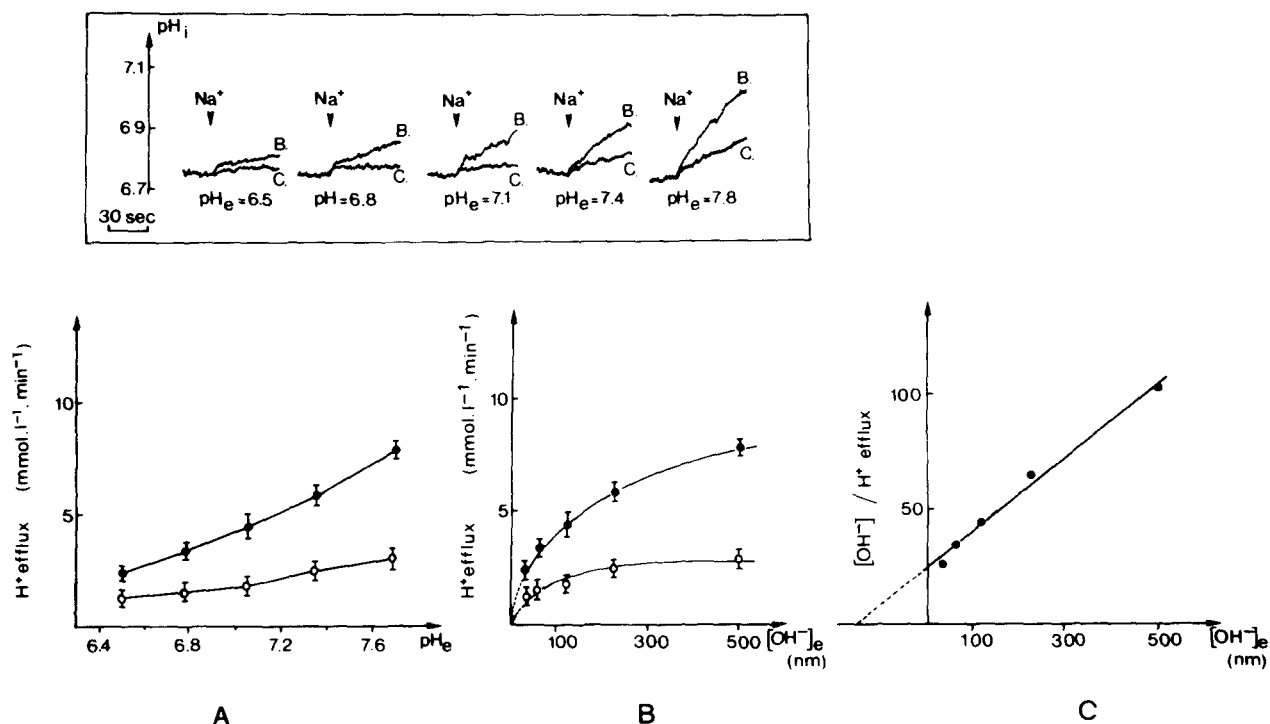 pHi
7.1
6.9
6.7
Na⁺ Na⁺ Na⁺ Na⁺ Na⁺
B. B. B. B. B.
C. C. C. C. C.
pHe=6.5 pH=6.8 pHe=7.1 pHe=7.4 pHe=7.8
30 sec
H⁺ efflux (mmol.l⁻¹.min⁻¹)
10
5
6.4 6.8 7.2 7.6
pHe
A
H⁺efflux (mmol.l⁻¹.min⁻¹)
10
5
100 300 500 [OH⁻]e
(nm)
B
[OH⁻] / H⁺ efflux
100
50
100 300 500 [OH⁻]e
(nm)
C